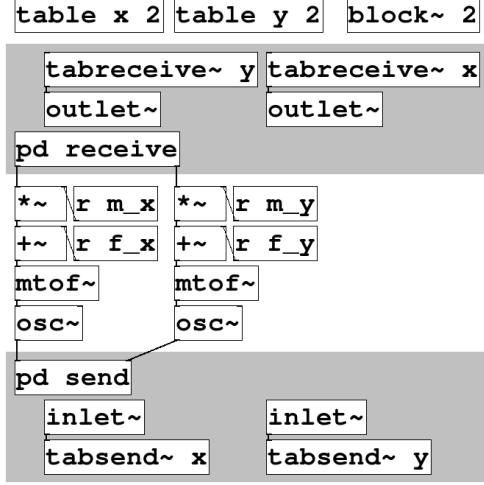 table x 2 table y 2 block~ 2
tabreceive~ y tabreceive~ x
outlet~ outlet~
pd receive
*~ r m_x *~ r m_y
+~ r f_x +~ r f_y
mtof~ mtof~
osc~ osc~
pd send
inlet~ inlet~
tabsend~ x tabsend~ y